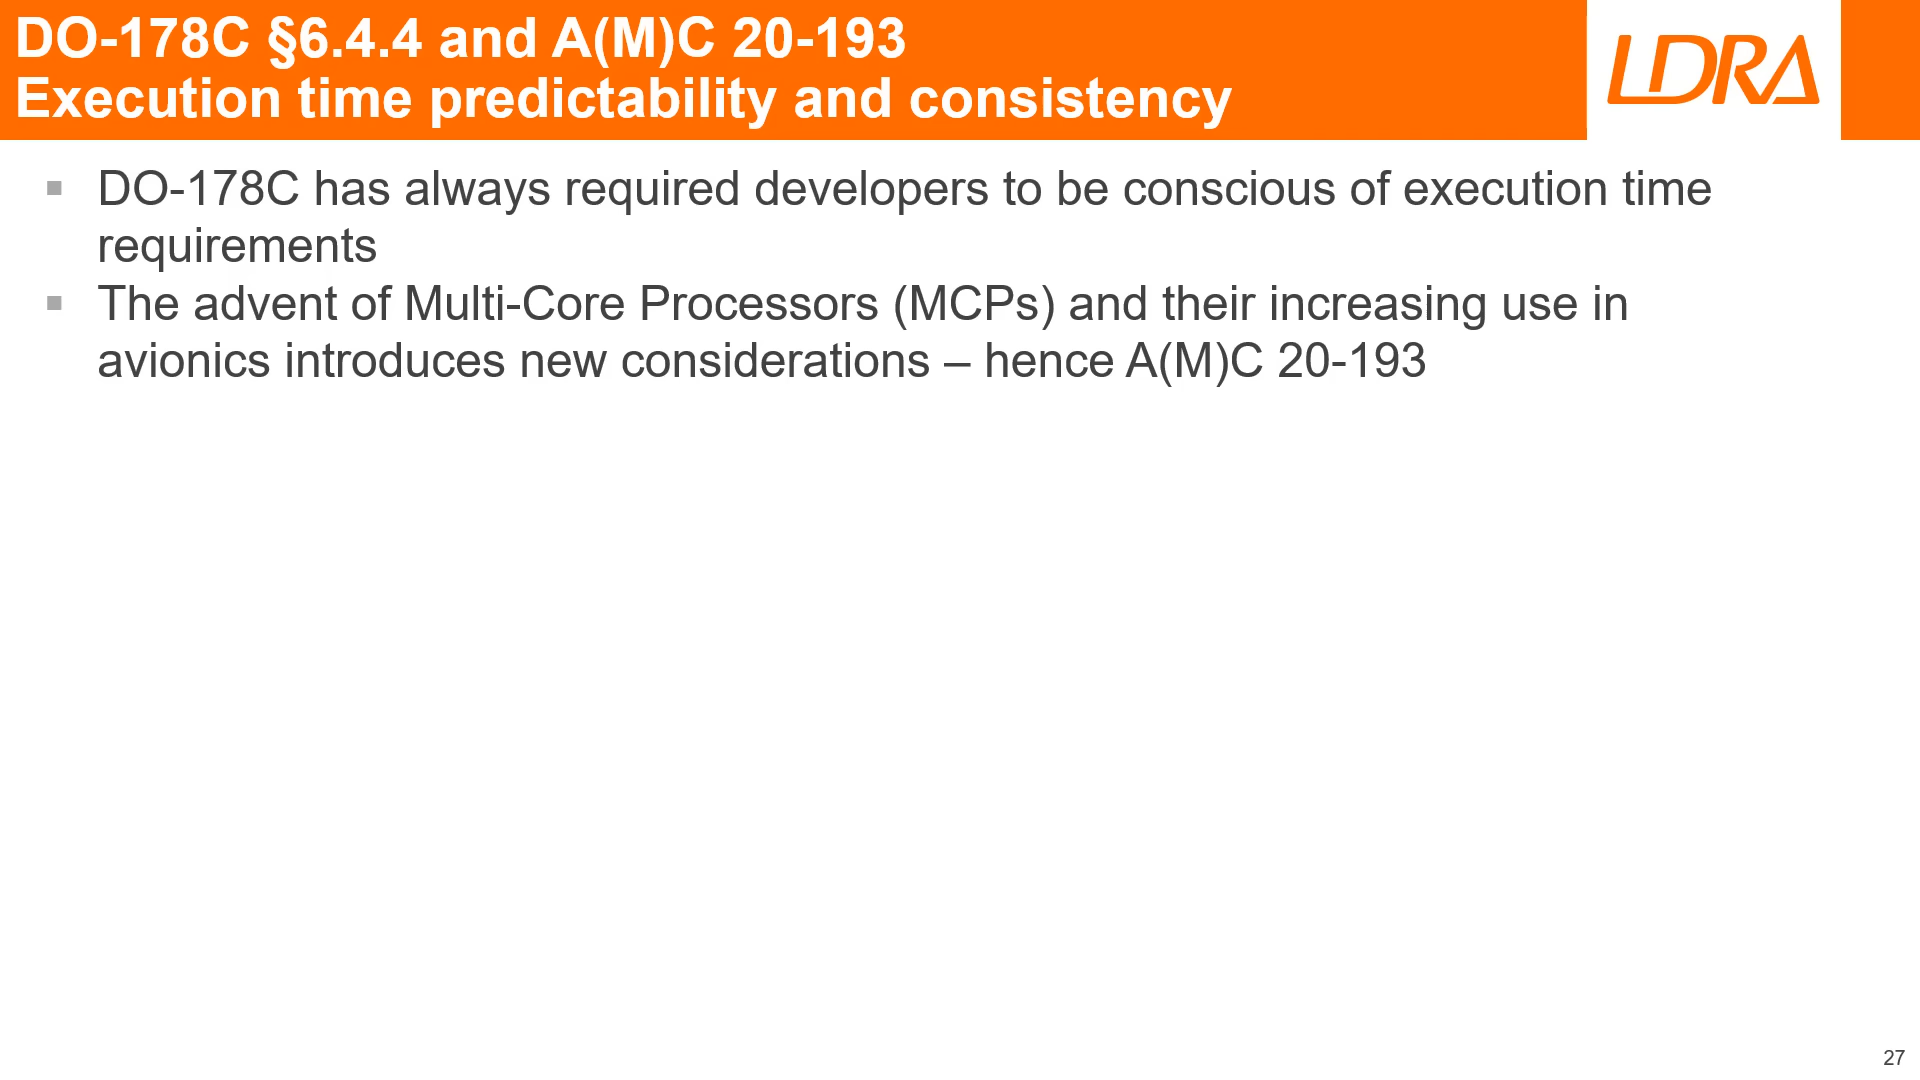 DO-178C §6.4.4 and A(M)C 20-193
Execution time predictability and consistency
LDRA
▪ DO-178C has always required developers to be conscious of execution time
requirements
▪ The advent of Multi-Core Processors (MCPs) and their increasing use in
avionics introduces new considerations – hence A(M)C 20-193
27